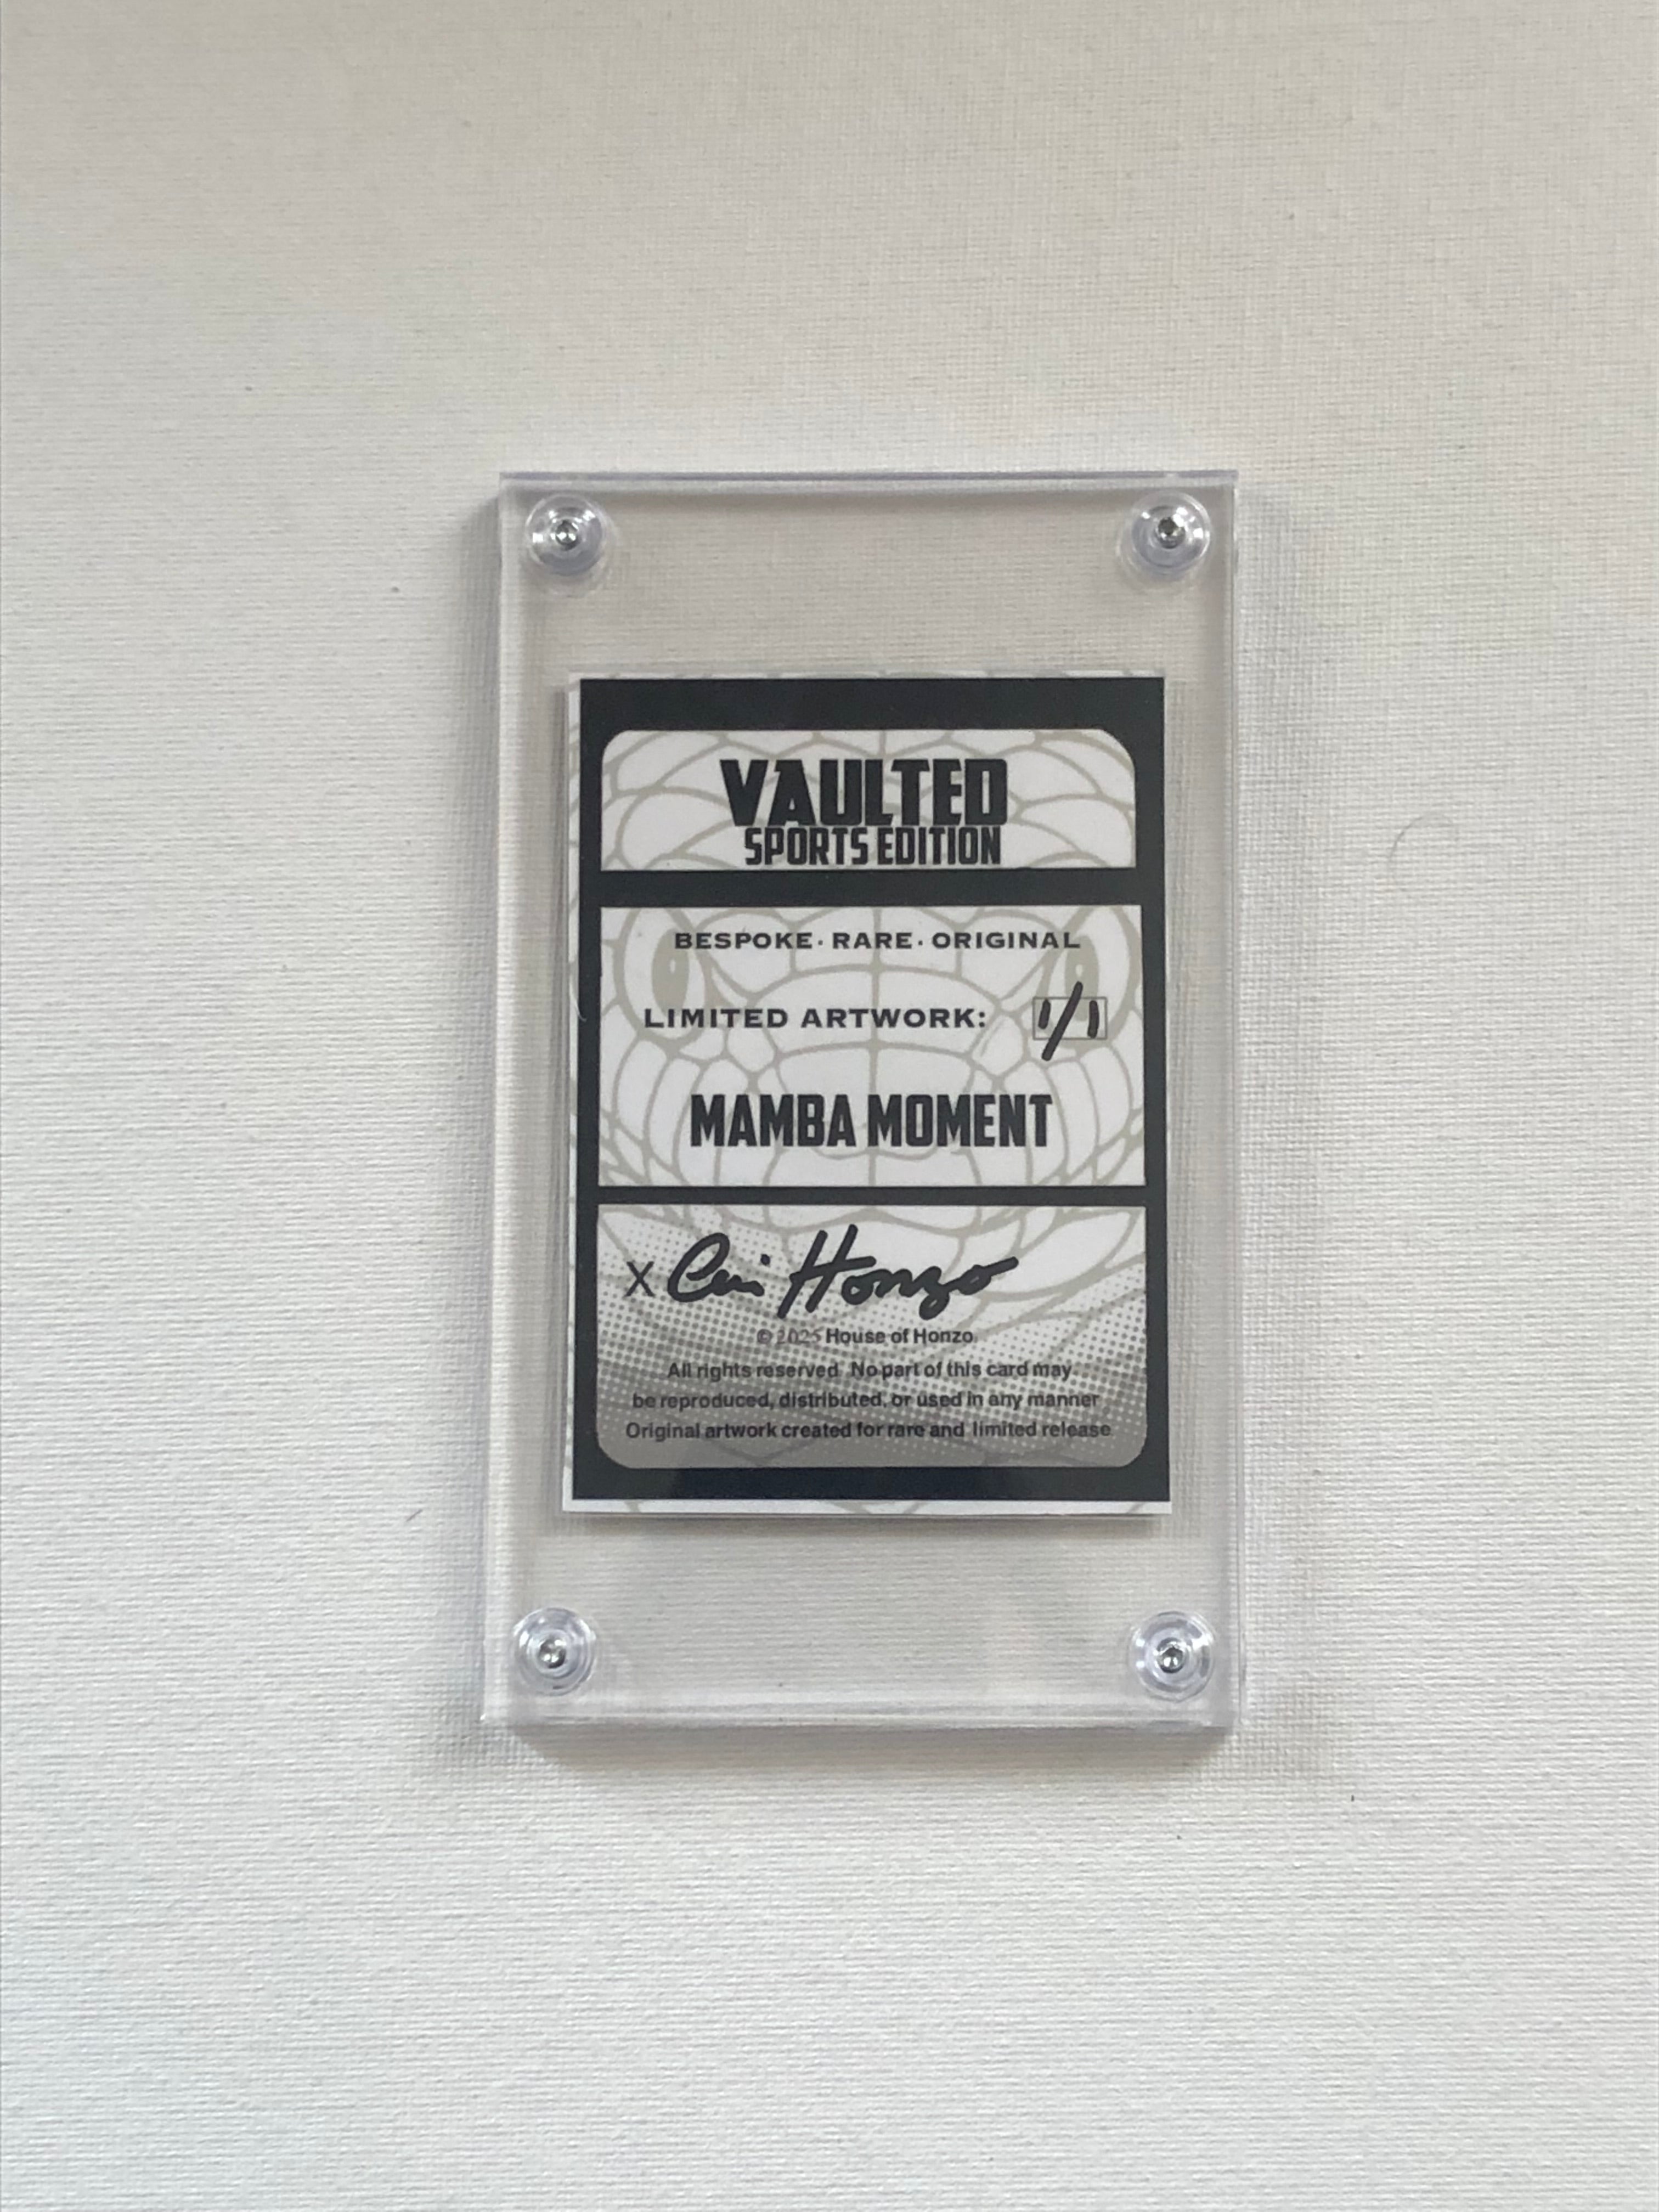 VAULTED
SPORTS EDITION
BESPOKE · RARE · ORIGINAL
LIMITED ARTWORK: 1/1
MAMBA MOMENT
X Honzo
© 2025 House of Honzo.
All rights reserved. No part of this card may
be reproduced, distributed, or used in any manner
Original artwork created for rare and limited release